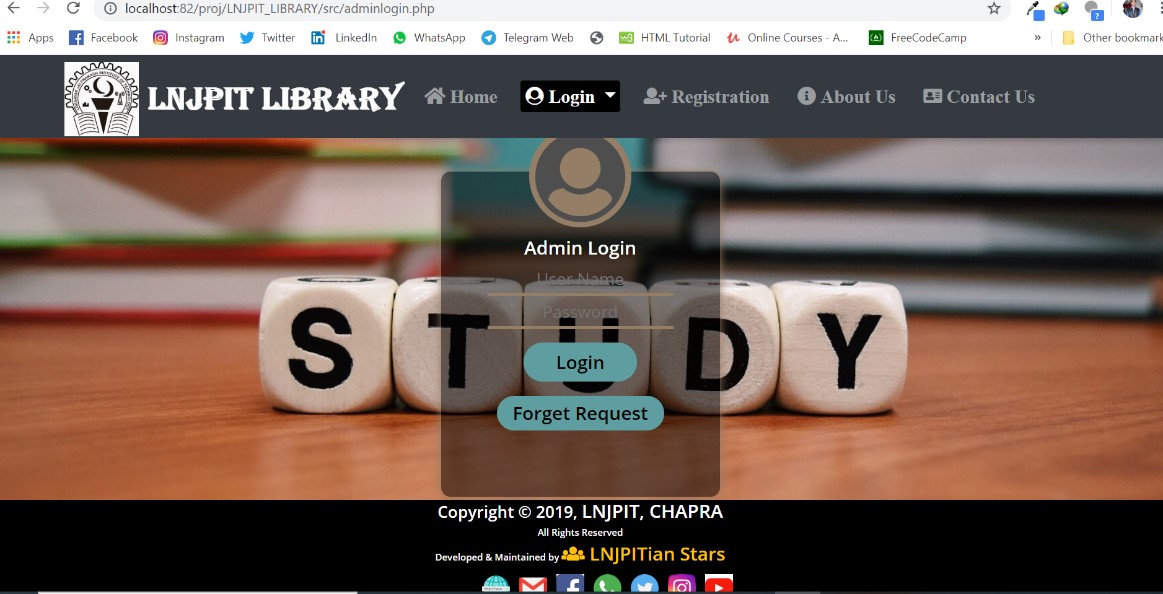 localhost:82/proj/LNJPIT_LIBRARY/src/adminlogin.php
Apps Facebook Instagram Twitter LinkedIn WhatsApp Telegram Web HTML Tutorial Online Courses - A... FreeCodeCamp » Other bookmark
LNJPIT LIBRARY Home Login Registration About Us Contact Us
Admin Login
User Name
Password
STUDY
Login
Forget Request
Copyright © 2019, LNJPIT, CHAPRA
All Rights Reserved
Developed & Maintained by LNJPITian Stars